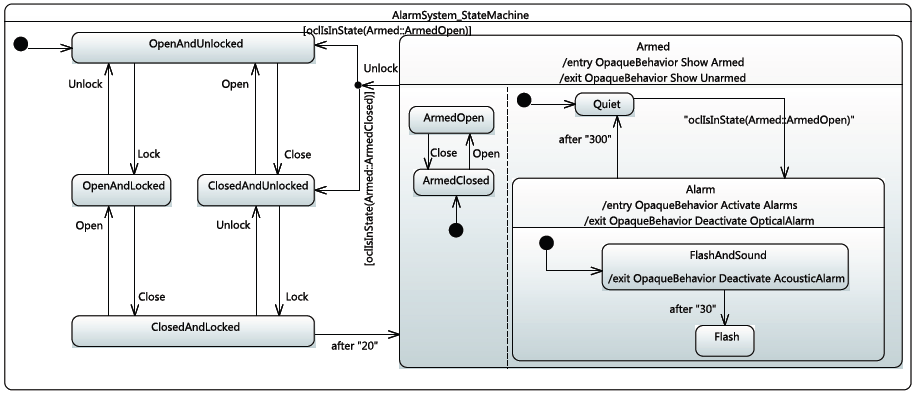 AlarmSystem_StateMachine
[oclIsInState(Armed::ArmedOpen)]
OpenAndUnlocked
Armed
/entry OpaqueBehavior Show Armed
/exit OpaqueBehavior Show Unarmed
Unlock
Open
Unlock
Quiet
ArmedOpen
"oclIsInState(Armed::ArmedOpen)"
after "300"
[oclIsInState(Armed::ArmedClosed)]
Lock
Close
Close
Open
OpenAndLocked
ClosedAndUnlocked
ArmedClosed
Alarm
/entry OpaqueBehavior Activate Alarms
/exit OpaqueBehavior Deactivate OpticalAlarm
Open
Unlock
FlashAndSound
/exit OpaqueBehavior Deactivate AcousticAlarm
Close
Lock
after "30"
ClosedAndLocked
after "20"
Flash